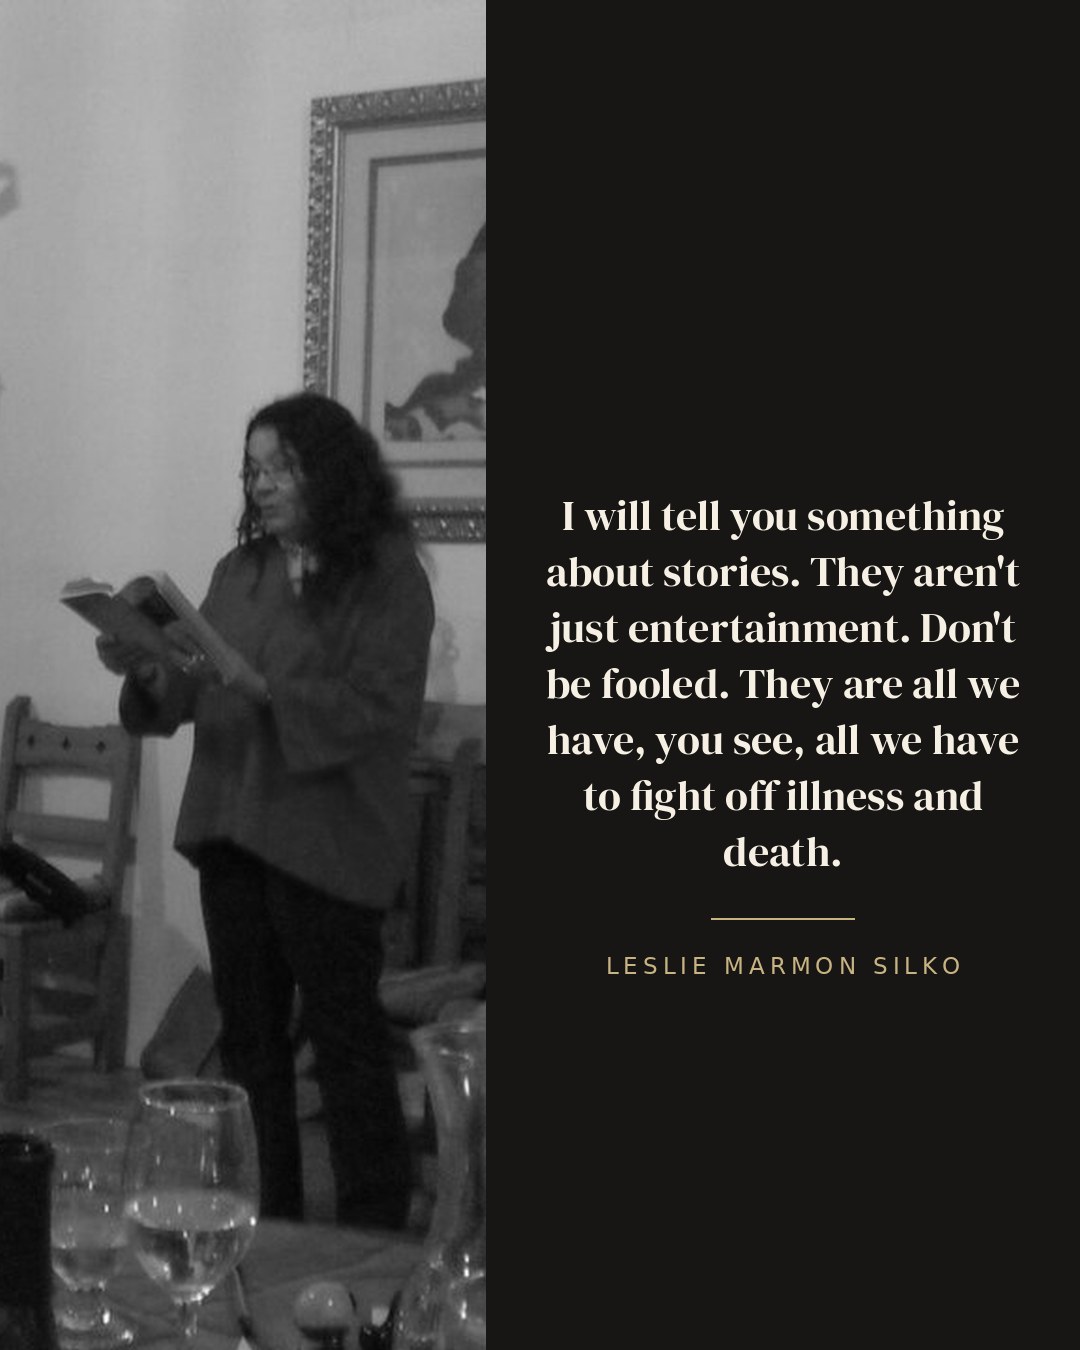 I will tell you something
about stories. They aren't
just entertainment. Don't
be fooled. They are all we
have, you see, all we have
to fight off illness and
death.
LESLIE MARMON SILKO